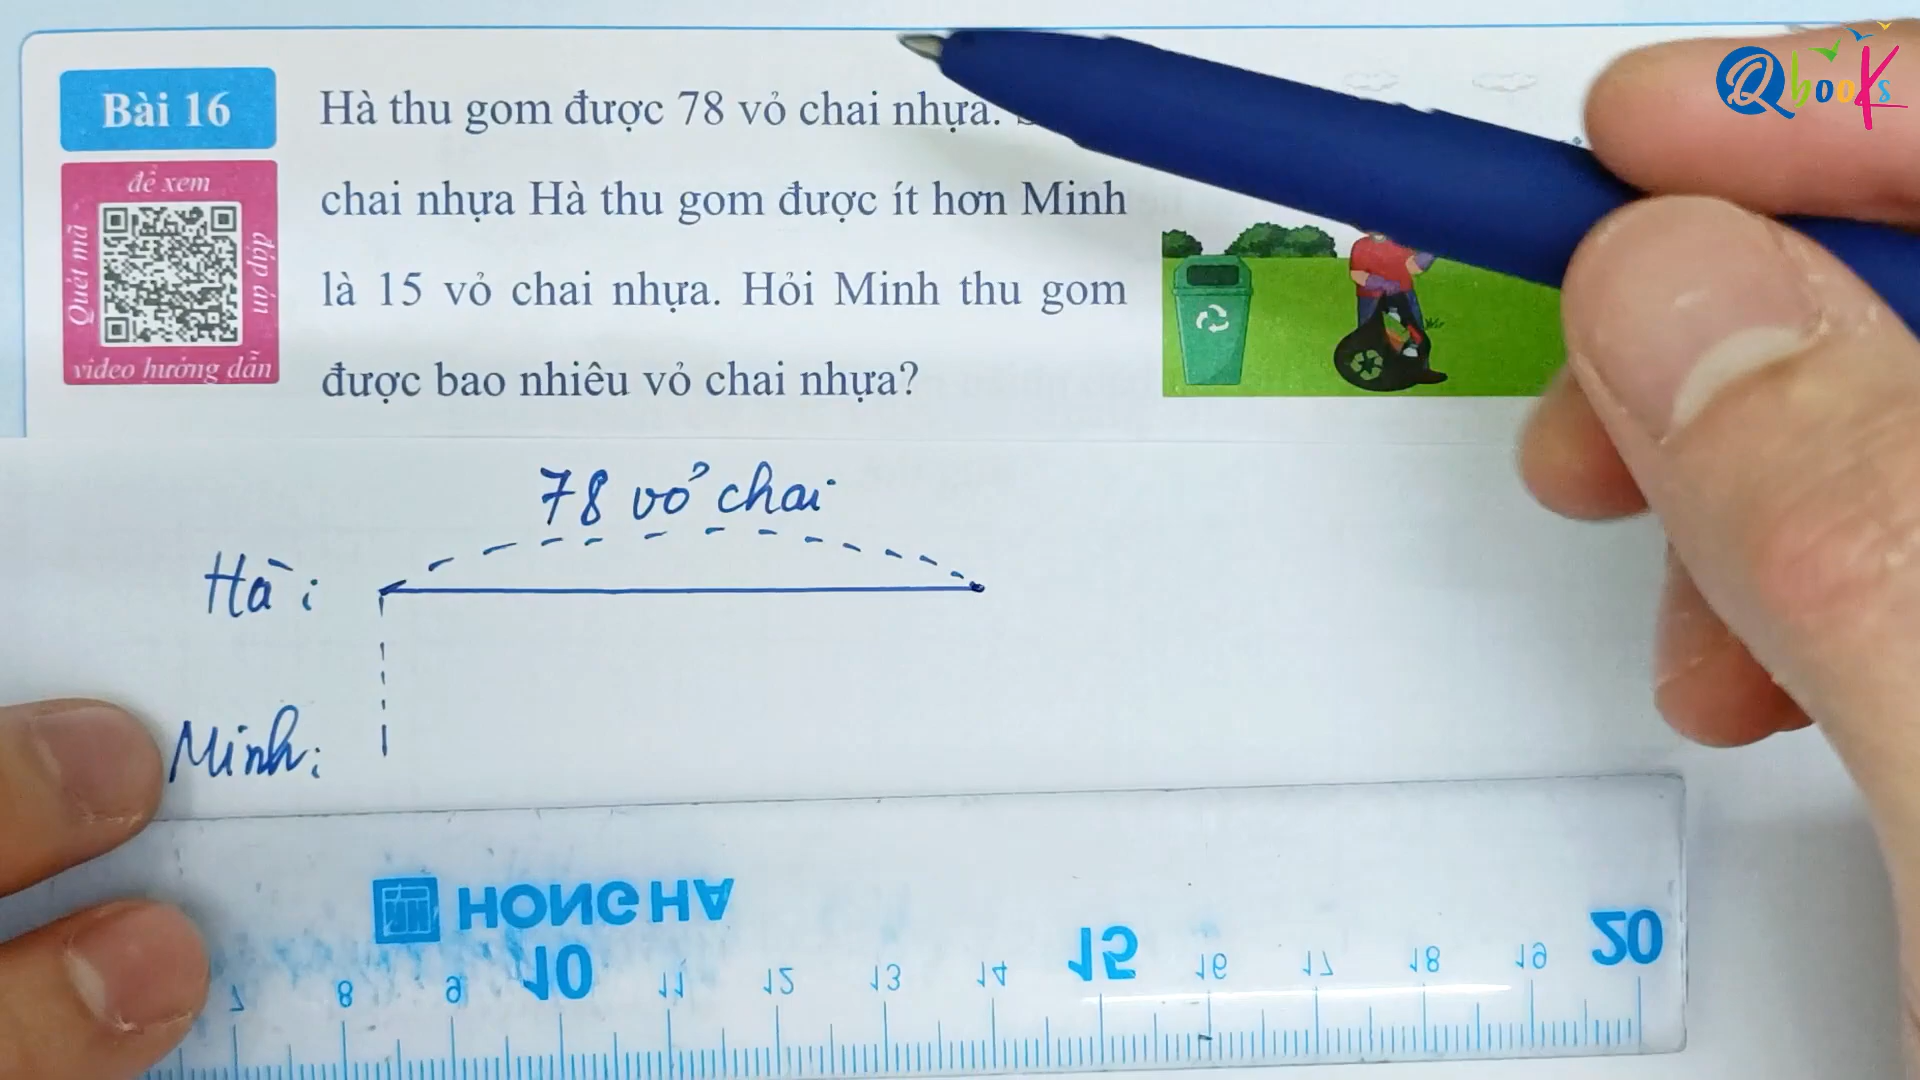 Bài 16
Hà thu gom được 78 vỏ chai nhựa.
chai nhựa Hà thu gom được ít hơn Minh
là 15 vỏ chai nhựa. Hỏi Minh thu gom
được bao nhiêu vỏ chai nhựa?
để xem
Quét mã
đáp án
video hướng dẫn
Qbooks
78 vỏ chai
Hà:
Minh:
HONG HA
7 8 9 10 11 12 13 14 15 16 17 18 19 20